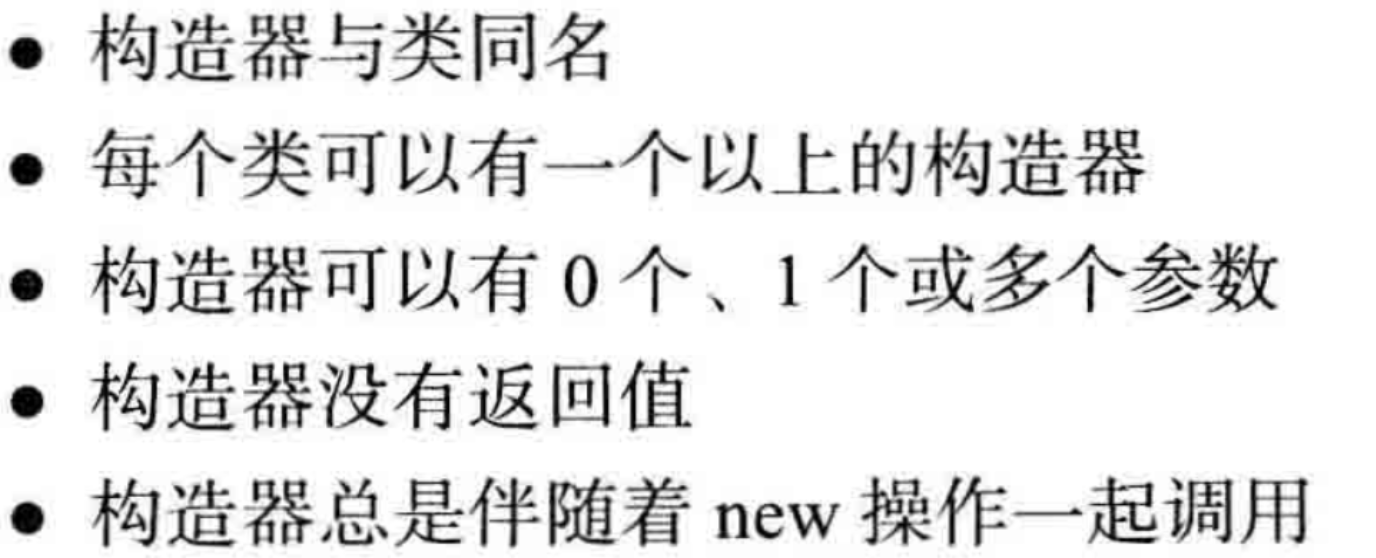 ● 构造器与类同名
● 每个类可以有一个以上的构造器
● 构造器可以有 0 个、1 个或多个参数
● 构造器没有返回值
● 构造器总是伴随着 new 操作一起调用